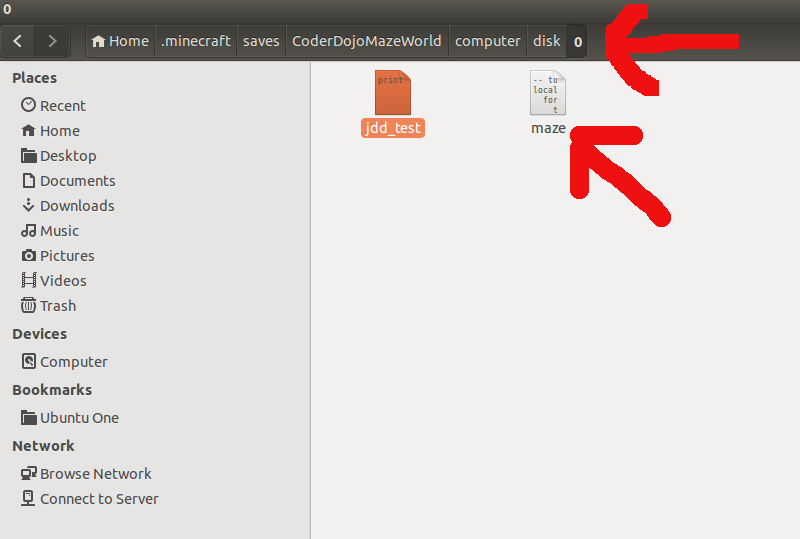 0
Home .minecraft saves CoderDojoMazeWorld computer disk 0
Places
Recent
Home
Desktop
Documents
Downloads
Music
Pictures
Videos
Trash
Devices
Computer
Bookmarks
Ubuntu One
Network
Browse Network
Connect to Server
print
jdd_test
-- tu
local
for
t
maze